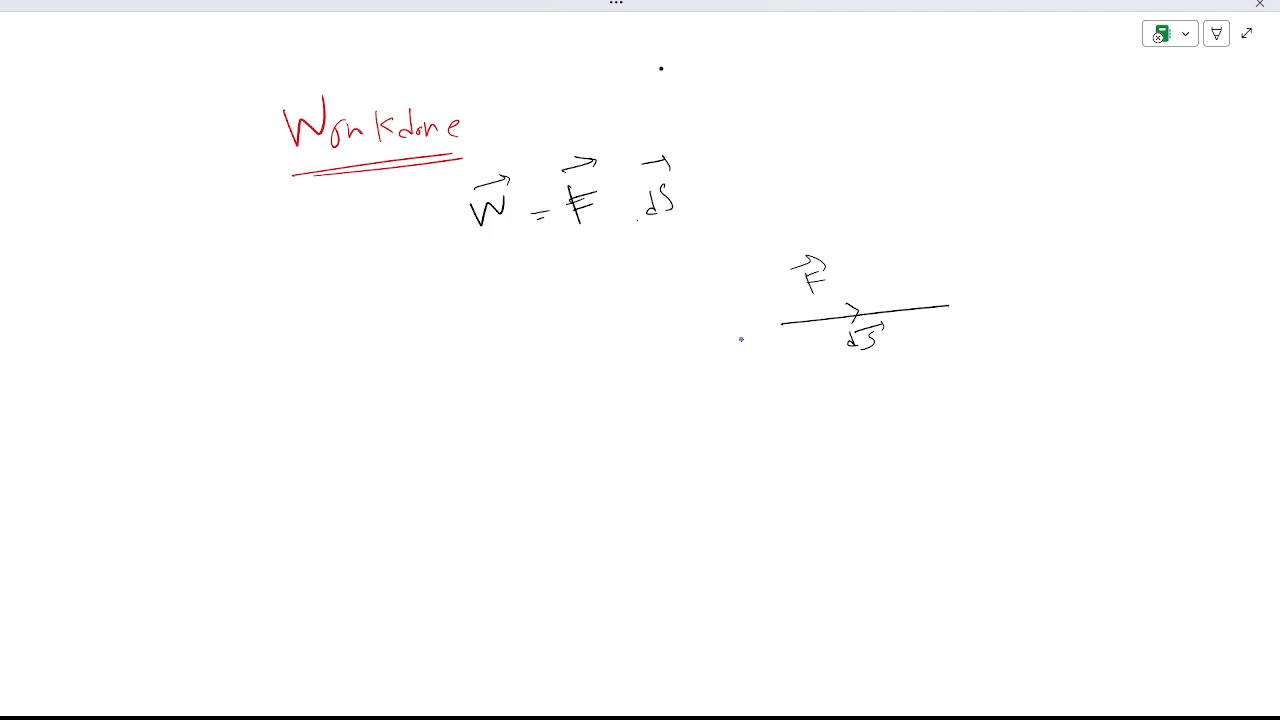 Workdone
W⃗ = F⃗ . dS⃗
F⃗
dS⃗